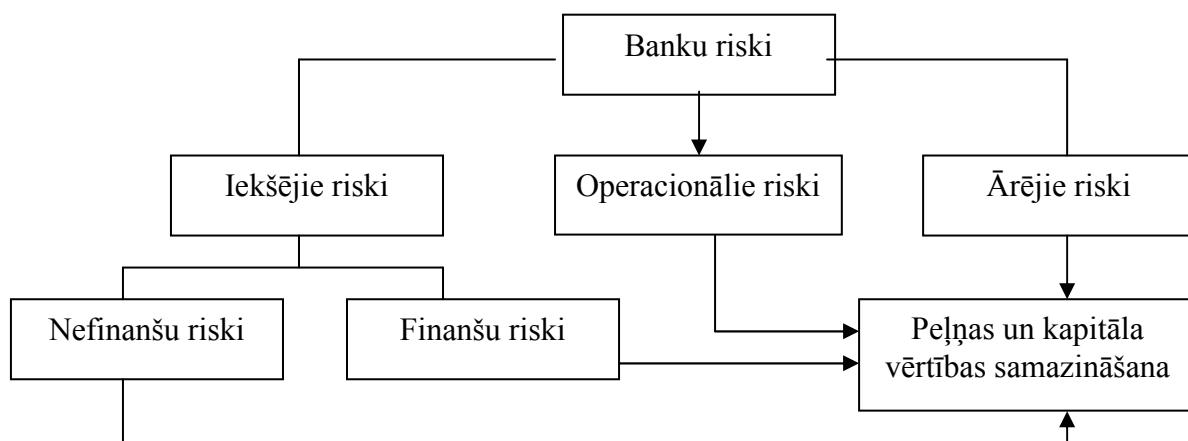 Banku riski
Iekšējie riski
Operacionālie riski
Ārējie riski
Nefinanšu riski
Finanšu riski
Peļņas un kapitāla
vērtības samazināšana